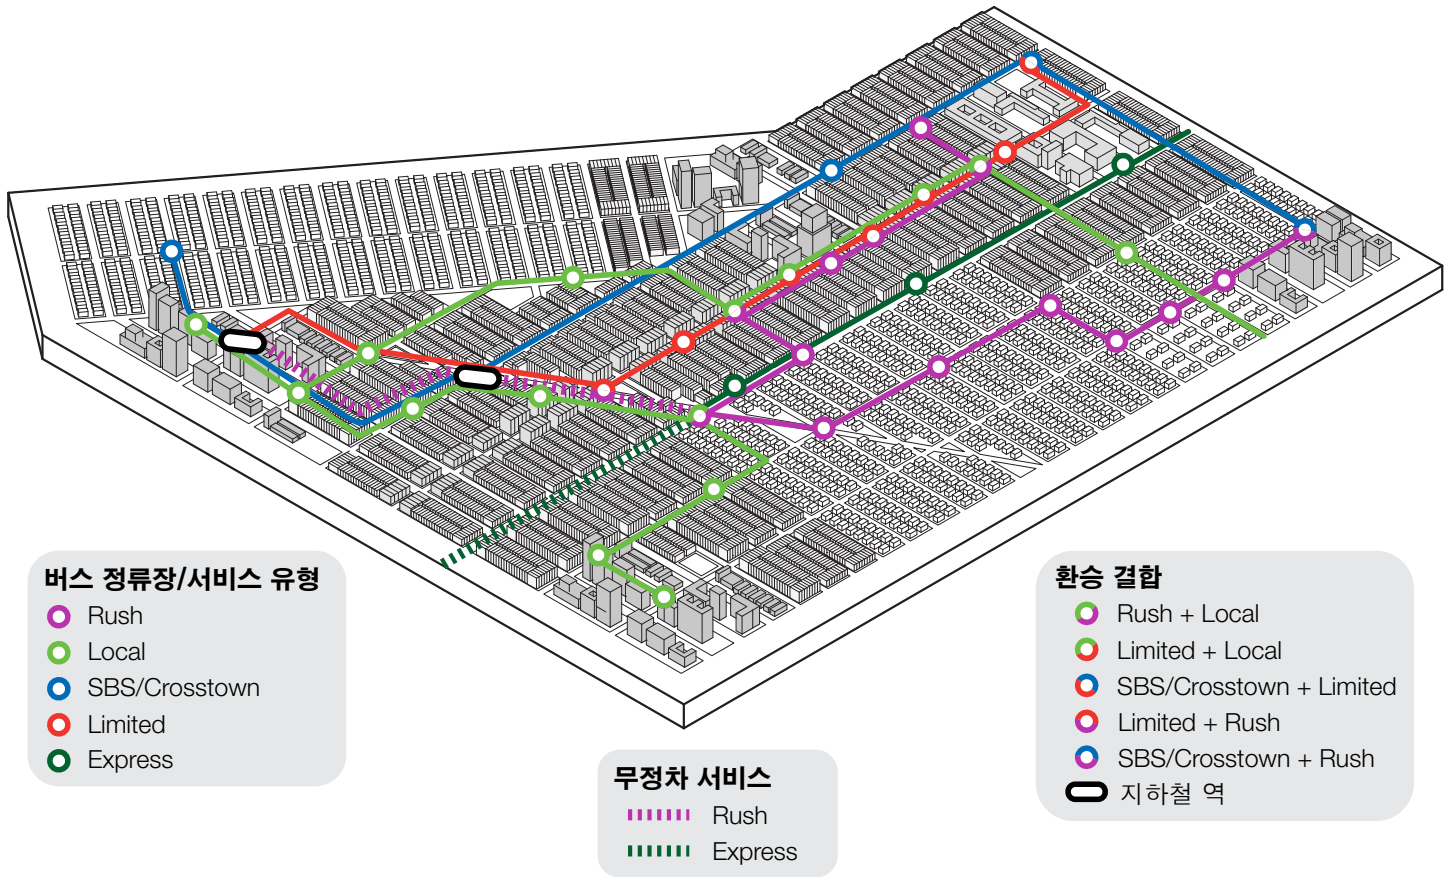 버스 정류장/서비스 유형
Rush
Local
SBS/Crosstown
Limited
Express
무정차 서비스
Rush
Express
환승 결합
Rush + Local
Limited + Local
SBS/Crosstown + Limited
Limited + Rush
SBS/Crosstown + Rush
지하철 역